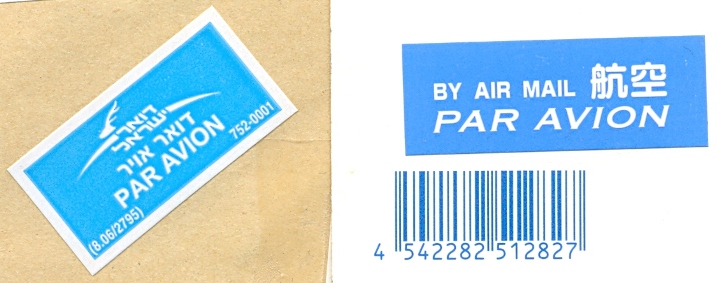 דואר
ישראל
דואר אויר
PAR AVION
752-0001
(8.06/2795)
BY AIR MAIL 航空
PAR AVION
4 542282 512827